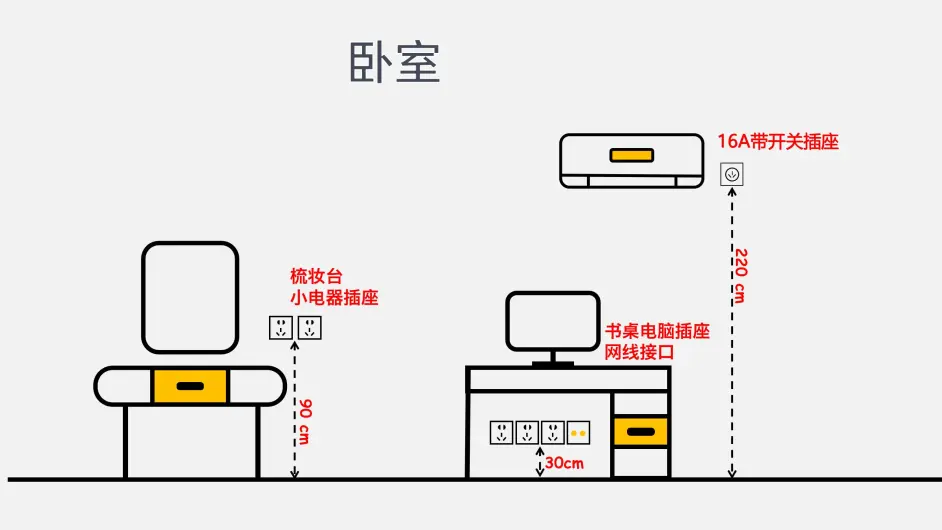 卧室
16A带开关插座
220 cm
梳妆台
小电器插座
90 cm
书桌电脑插座
网线接口
30cm